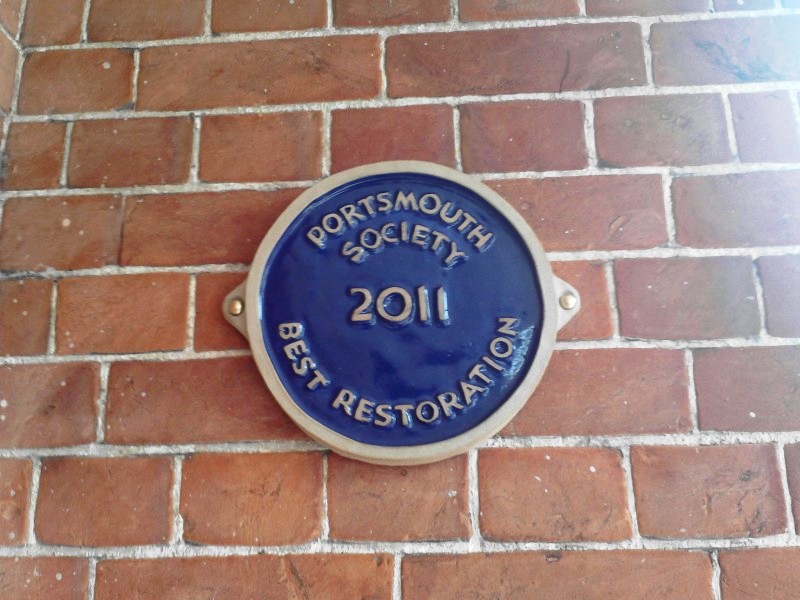 PORTSMOUTH
SOCIETY
2011
BEST RESTORATION